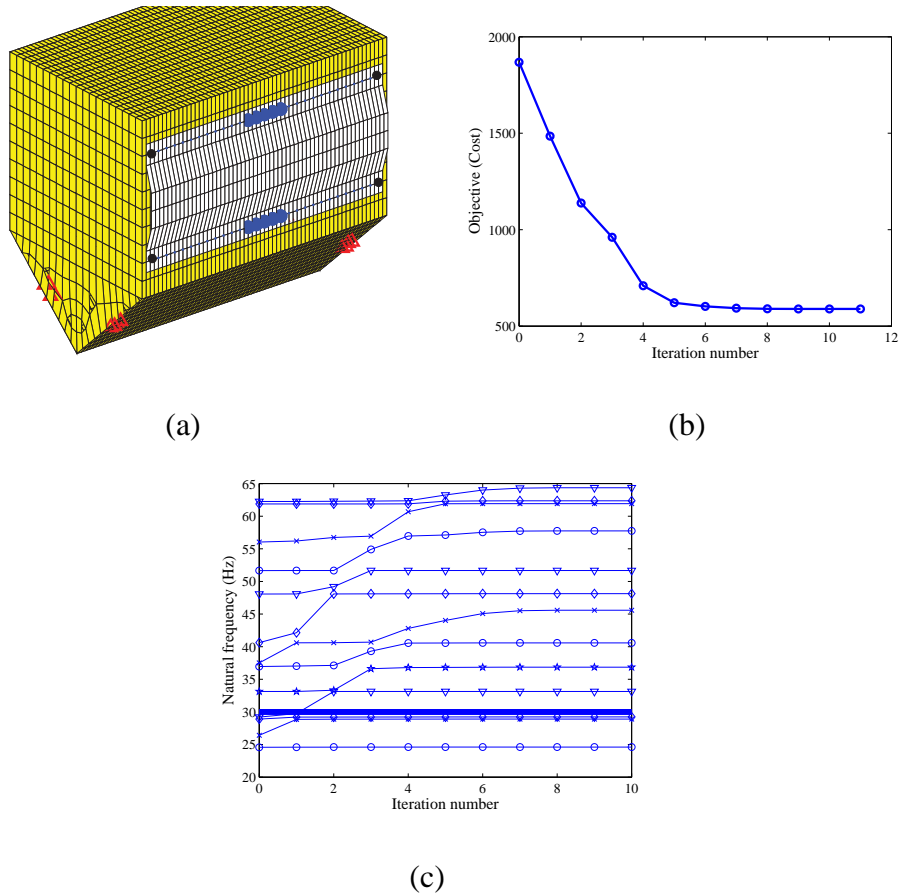 2000
1500
1000
500
Objective (Cost)
0 2 4 6 8 10 12
Iteration number
(a)
(b)
65
60
55
50
45
40
35
30
25
20
Natural frequency (Hz)
0 2 4 6 8 10
Iteration number
(c)